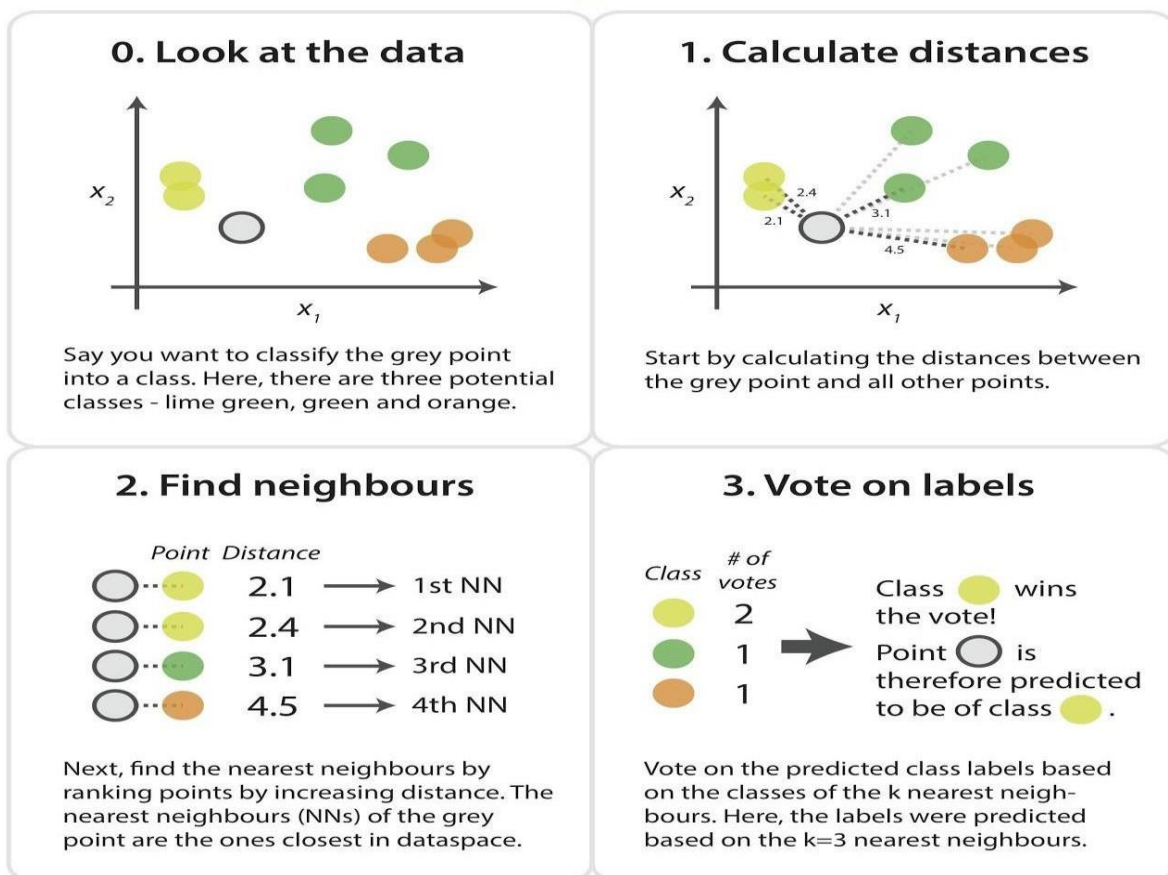 0. Look at the data
x2
x1
Say you want to classify the grey point
into a class. Here, there are three potential
classes - lime green, green and orange.
1. Calculate distances
x2
2.4
2.1
3.1
4.5
x1
Start by calculating the distances between
the grey point and all other points.
2. Find neighbours
Point Distance
2.1 1st NN
2.4 2nd NN
3.1 3rd NN
4.5 4th NN
Next, find the nearest neighbours by
ranking points by increasing distance. The
nearest neighbours (NNs) of the grey
point are the ones closest in dataspace.
3. Vote on labels
Class # of votes
2
1
1
Class wins
the vote!
Point is
therefore predicted
to be of class .
Vote on the predicted class labels based
on the classes of the k nearest neigh-
bours. Here, the labels were predicted
based on the k=3 nearest neighbours.